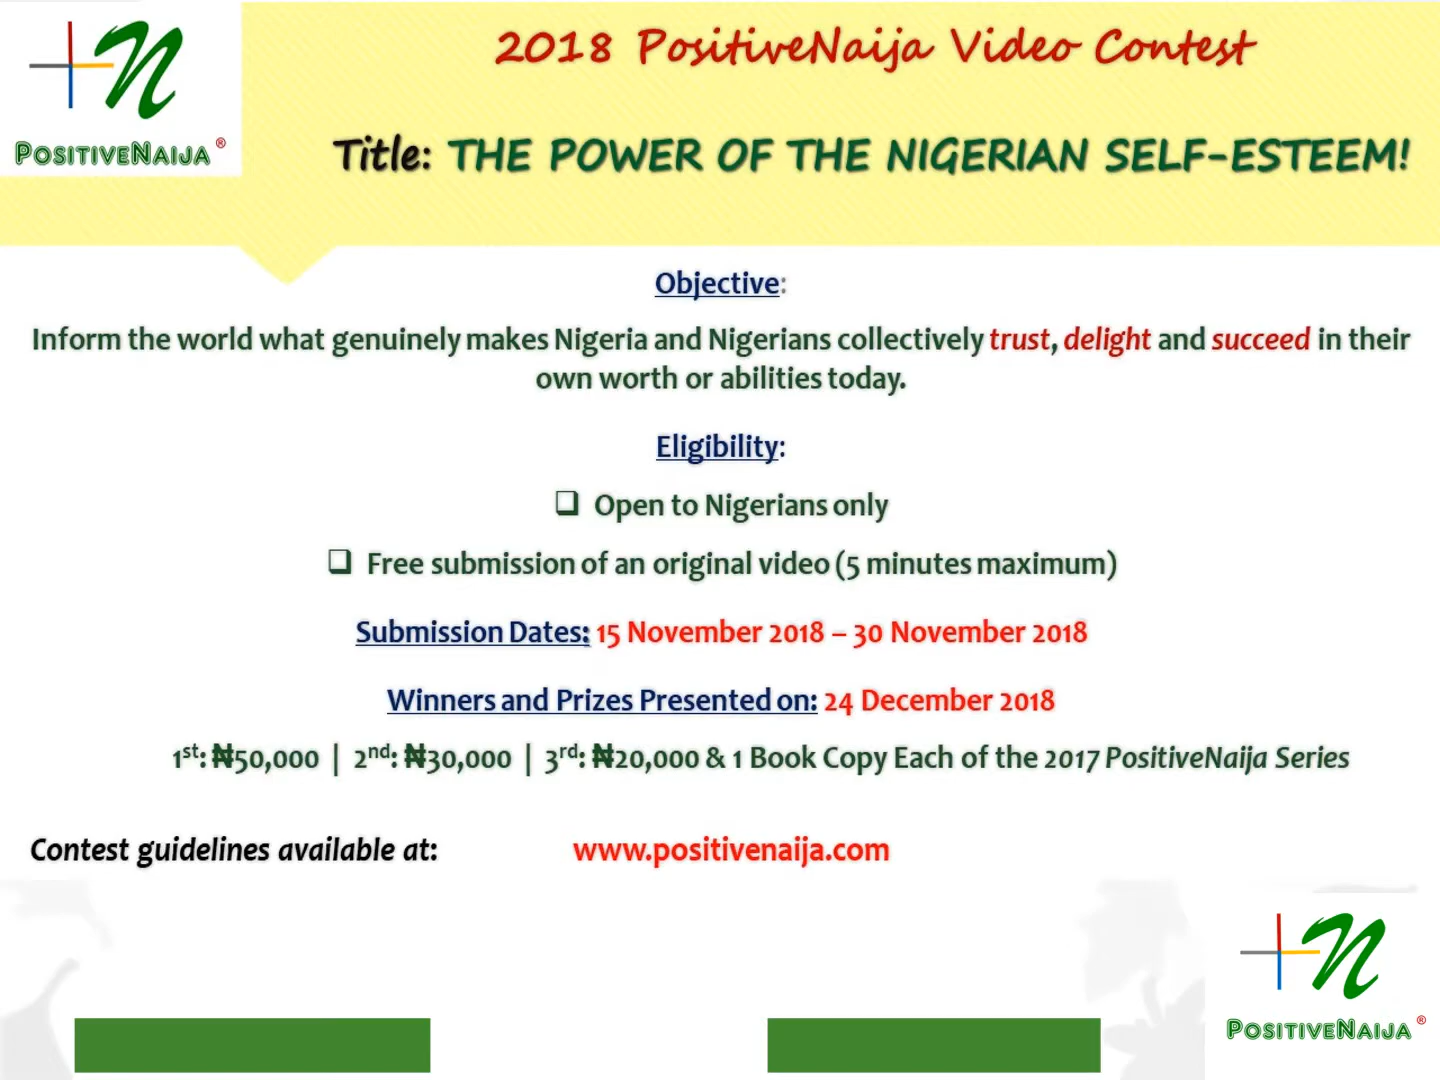 2018 PositiveNaija Video Contest
POSITIVENAIJA®
Title: THE POWER OF THE NIGERIAN SELF-ESTEEM!
Objective:
Inform the world what genuinely makes Nigeria and Nigerians collectively trust, delight and succeed in their
own worth or abilities today.
Eligibility:
❑ Open to Nigerians only
❑ Free submission of an original video (5 minutes maximum)
Submission Dates: 15 November 2018 – 30 November 2018
Winners and Prizes Presented on: 24 December 2018
1st: ₦50,000 | 2nd: ₦30,000 | 3rd: ₦20,000 & 1 Book Copy Each of the 2017 PositiveNaija Series
Contest guidelines available at: www.positivenaija.com
POSITIVENAIJA®